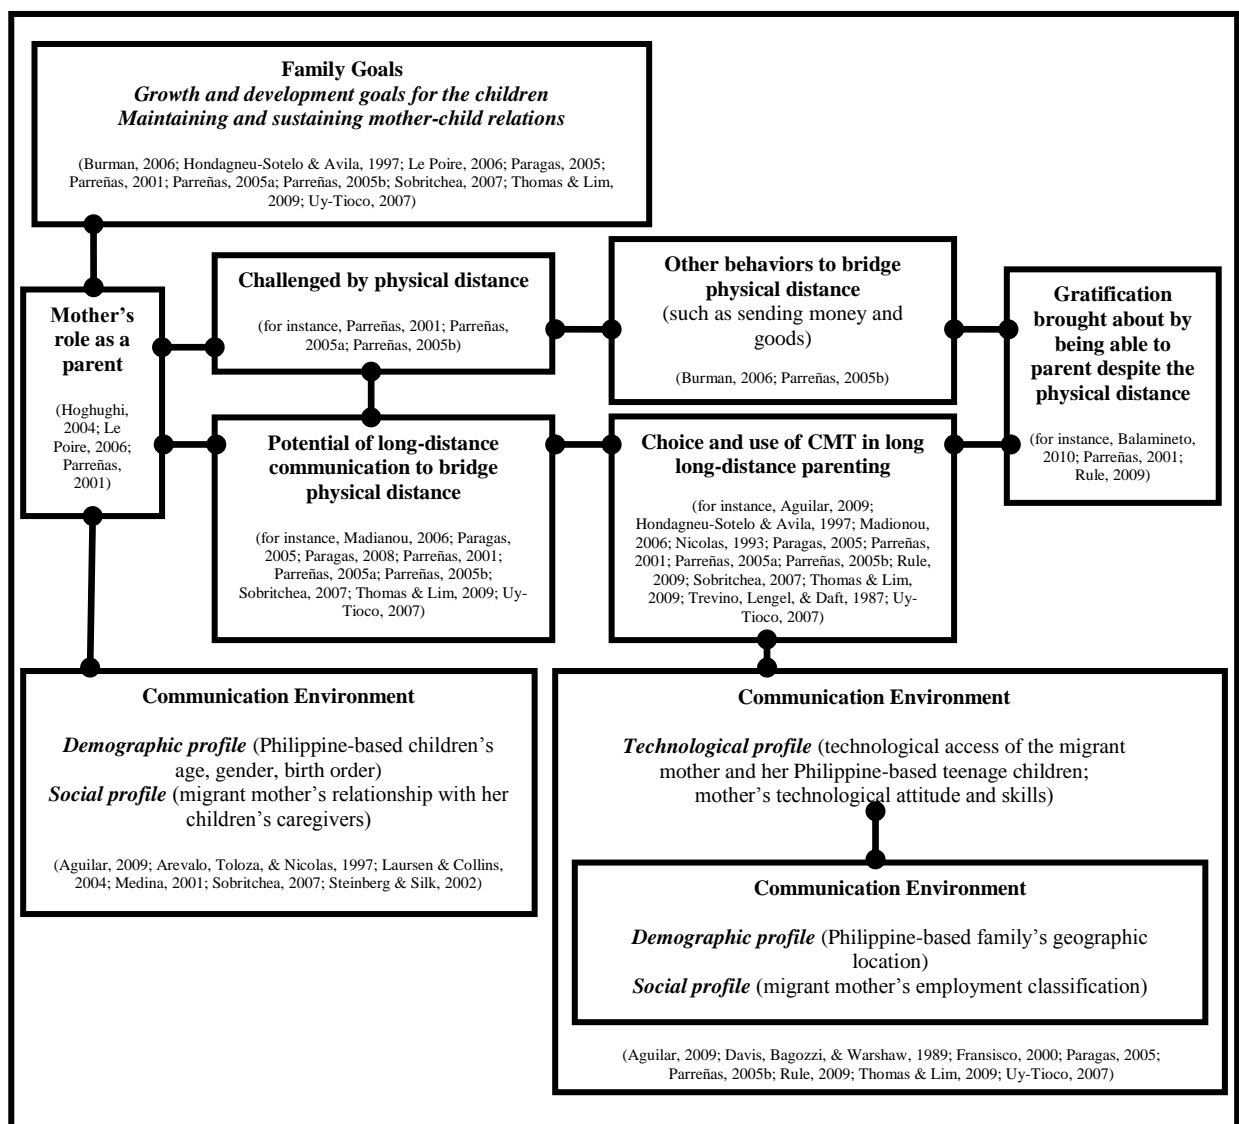 Family Goals
Growth and development goals for the children
Maintaining and sustaining mother-child relations
(Burman, 2006; Hondagneu-Sotelo & Avila, 1997; Le Poire, 2006; Paragas, 2005;
Parreñas, 2001; Parreñas, 2005a; Parreñas, 2005b; Sobritchea, 2007; Thomas & Lim,
2009; Uy-Tioco, 2007)
Mother’s
role as a
parent
(Hoghughi,
2004; Le
Poire, 2006;
Parreñas,
2001)
Challenged by physical distance
(for instance, Parreñas, 2001; Parreñas,
2005a; Parreñas, 2005b)
Other behaviors to bridge
physical distance
(such as sending money and
goods)
(Burman, 2006; Parreñas, 2005b)
Gratification
brought about by
being able to
parent despite the
physical distance
(for instance, Balamineto,
2010; Parreñas, 2001;
Rule, 2009)
Potential of long-distance
communication to bridge
physical distance
(for instance, Madianou, 2006; Paragas,
2005; Paragas, 2008; Parreñas, 2001;
Parreñas, 2005a; Parreñas, 2005b;
Sobritchea, 2007; Thomas & Lim, 2009; Uy-
Tioco, 2007)
Choice and use of CMT in long
long-distance parenting
(for instance, Aguilar, 2009;
Hondagneu-Sotelo & Avila, 1997; Madionou,
2006; Nicolas, 1993; Paragas, 2005; Parreñas,
2001; Parreñas, 2005a; Parreñas, 2005b; Rule,
2009; Sobritchea, 2007; Thomas & Lim,
2009; Trevino, Lengel, & Daft, 1987; Uy-
Tioco, 2007)
Communication Environment
Demographic profile (Philippine-based children’s
age, gender, birth order)
Social profile (migrant mother’s relationship with her
children’s caregivers)
(Aguilar, 2009; Arevalo, Toloza, & Nicolas, 1997; Laursen & Collins,
2004; Medina, 2001; Sobritchea, 2007; Steinberg & Silk, 2002)
Communication Environment
Technological profile (technological access of the migrant
mother and her Philippine-based teenage children;
mother’s technological attitude and skills)
Communication Environment
Demographic profile (Philippine-based family’s geographic
location)
Social profile (migrant mother’s employment classification)
(Aguilar, 2009; Davis, Bagozzi, & Warshaw, 1989; Fransisco, 2000; Paragas, 2005;
Parreñas, 2005b; Rule, 2009; Thomas & Lim, 2009; Uy-Tioco, 2007)